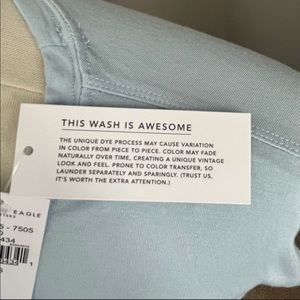 THIS WASH IS AWESOME
THE UNIQUE DYE PROCESS MAY CAUSE VARIATION
IN COLOR FROM PIECE TO PIECE. COLOR MAY FADE
NATURALLY OVER TIME, CREATING A UNIQUE VINTAGE
LOOK AND FEEL. PRONE TO COLOR TRANSFER, SO
LAUNDER SEPARATELY AND SPARINGLY. (TRUST US,
IT'S WORTH THE EXTRA ATTENTION.)
EAGLE
5 - 7505
434